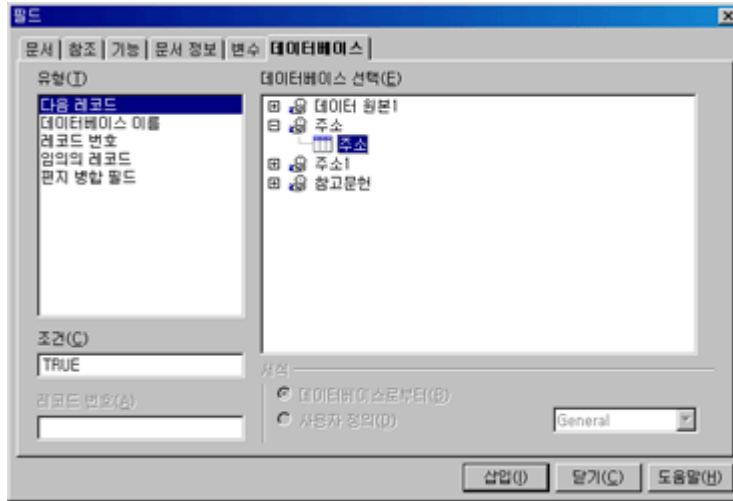 필드
문서 참조 기능 문서 정보 변수 데이터베이스
유형(T)
다음 레코드
데이터베이스 이름
레코드 번호
임의의 레코드
편지 병합 필드
조건(C)
TRUE
레코드 번호(A)
데이터베이스 선택(E)
데이터 원본1
주소
주소
주소1
참고문헌
서식
데이터베이스로부터(B)
사용자 정의(D)
General
삽입(I) 닫기(C) 도움말(H)